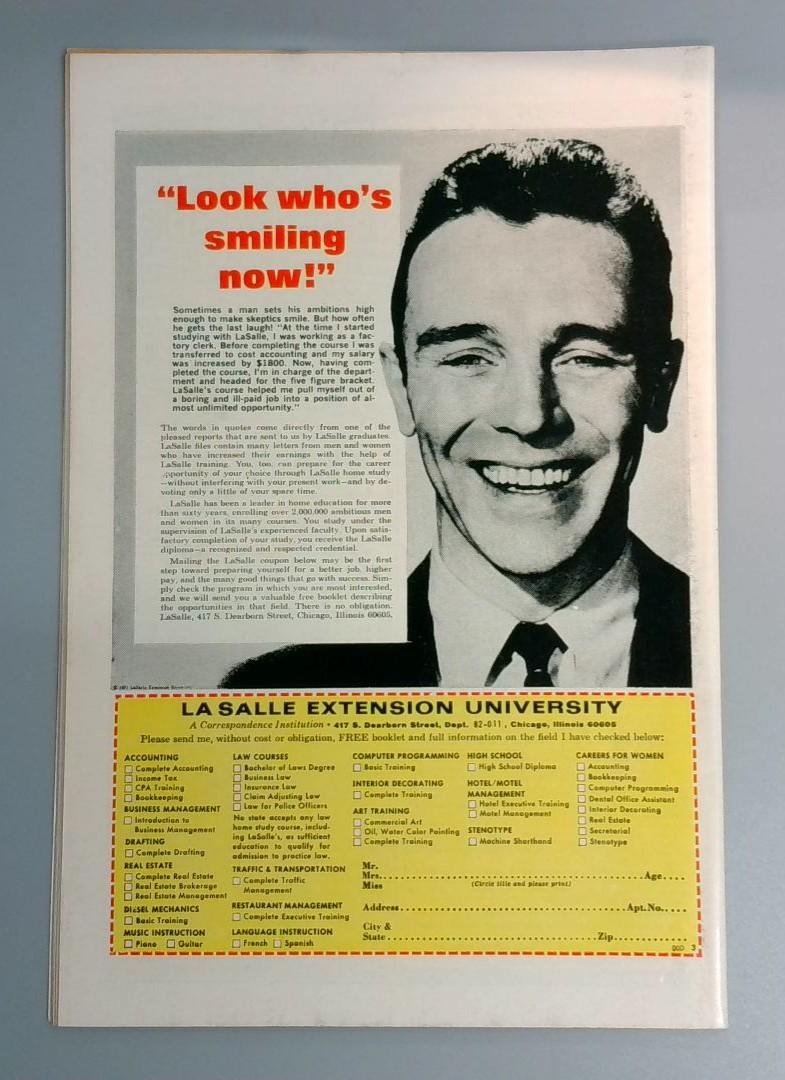 “Look who’s
smiling
now!”
Sometimes a man sets his ambitions high
enough to make skeptics smile. But how often
he gets the last laugh! “At the time I started
studying with LaSalle, I was working as a fac-
tory clerk. Before completing the course I was
transferred to cost accounting and my salary
was increased by $1800. Now, having com-
pleted the course, I’m in charge of the depart-
ment and headed for the five figure bracket.
LaSalle’s course helped me pull myself out of
a boring and ill-paid job into a position of al-
most unlimited opportunity.”
The words in quotes come directly from one of the
pleased reports that are sent to us by LaSalle graduates.
LaSalle files contain many letters from men and women
who have increased their earnings with the help of
LaSalle training. You, too, can prepare for the career
opportunity of your choice through LaSalle home study
—without interfering with your present work—and by de-
voting only a little of your spare time.
LaSalle has been a leader in home education for more
than sixty years, enrolling over 2,000,000 ambitious men
and women in its many courses. You study under the
supervision of LaSalle’s experienced faculty. Upon satis-
factory completion of your study, you receive the LaSalle
diploma—a recognized and respected credential.
Mailing the LaSalle coupon below may be the first
step toward preparing yourself for a better job, higher
pay, and the many good things that go with success. Sim-
ply check the program in which you are most interested,
and we will send you a valuable free booklet describing
the opportunities in that field. There is no obligation.
LaSalle, 417 S. Dearborn Street, Chicago, Illinois 60605.
LaSalle Extension
LA SALLE EXTENSION UNIVERSITY
A Correspondence Institution • 417 S. Dearborn Street, Dept. 82-011, Chicago, Illinois 60605
Please send me, without cost or obligation, FREE booklet and full information on the field I have checked below:
ACCOUNTING
Complete Accounting
Income Tax
CPA Training
Bookkeeping
BUSINESS MANAGEMENT
Introduction to
Business Management
DRAFTING
Complete Drafting
REAL ESTATE
Complete Real Estate
Real Estate Brokerage
Real Estate Management
DIESEL MECHANICS
Basic Training
MUSIC INSTRUCTION
Piano Guitar
LAW COURSES
Bachelor of Laws Degree
Business Law
Insurance Law
Claim Adjusting Law
Law for Police Officers
No state accepts any law
home study course, includ-
ing LaSalle’s, as sufficient
education to qualify for
admission to practice law.
TRAFFIC & TRANSPORTATION
Complete Traffic
Management
RESTAURANT MANAGEMENT
Complete Executive Training
LANGUAGE INSTRUCTION
French Spanish
COMPUTER PROGRAMMING
Basic Training
INTERIOR DECORATING
Complete Training
ART TRAINING
Commercial Art
Oil, Water Color Painting
Complete Training
HIGH SCHOOL
High School Diploma
HOTEL/MOTEL
MANAGEMENT
Hotel Executive Training
Motel Management
STENOTYPE
Machine Shorthand
CAREERS FOR WOMEN
Accounting
Bookkeeping
Computer Programming
Dental Office Assistant
Interior Decorating
Real Estate
Secretarial
Stenotype
Mr.
Mrs. Age
Miss (Circle title and please print)
Address Apt. No.
City &
State Zip
3